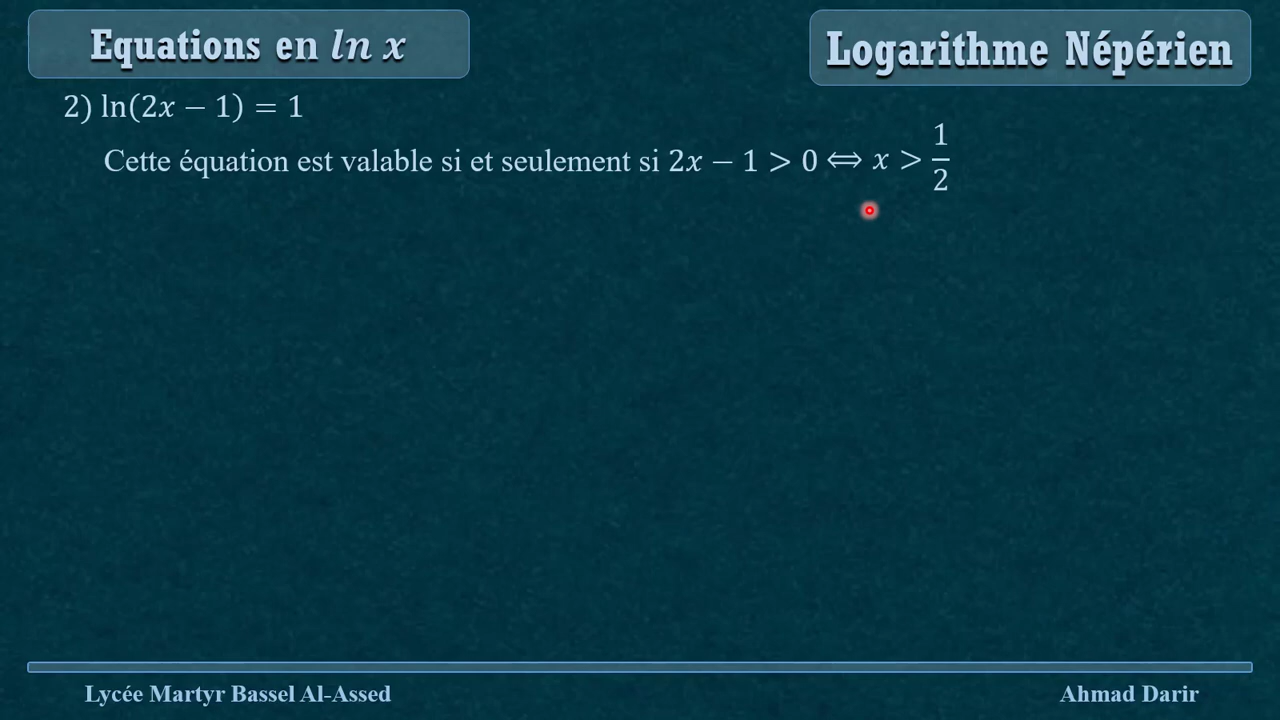 Equations en ln x
Logarithme Népérien
2) ln(2x − 1) = 1
Cette équation est valable si et seulement si 2x − 1 > 0 ⟺ x > 1/2
Lycée Martyr Bassel Al-Assed
Ahmad Darir